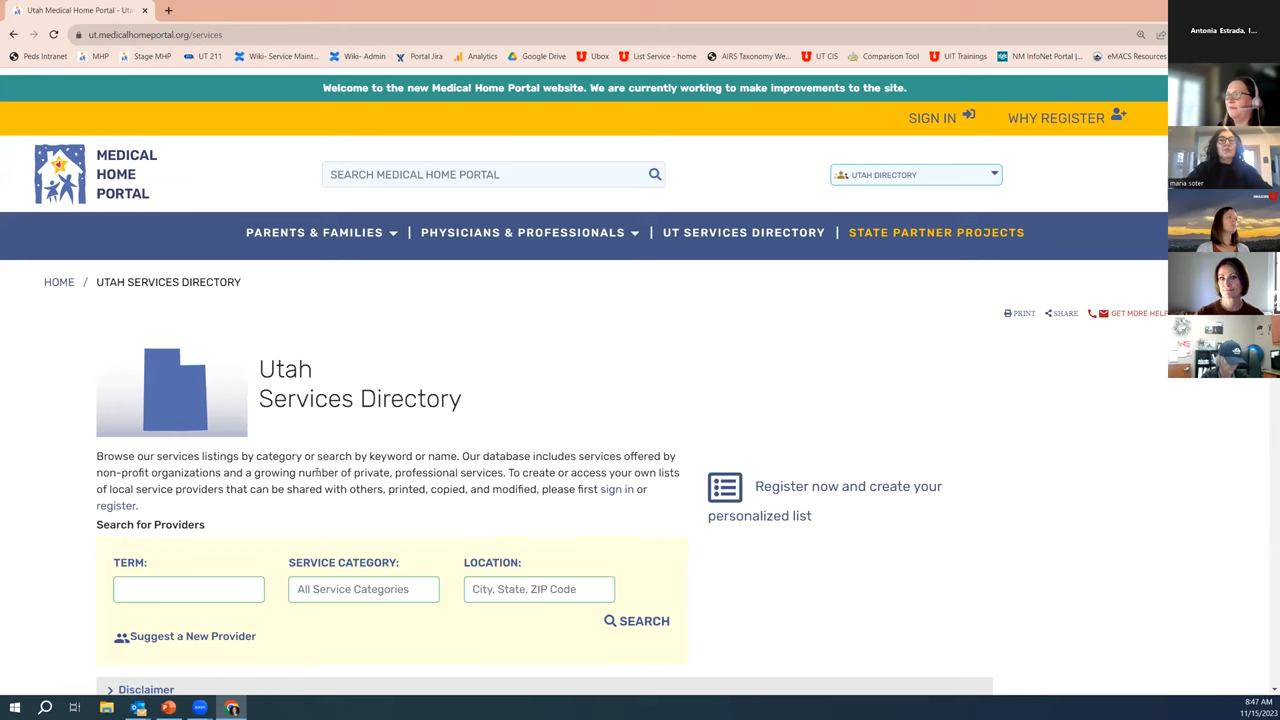 Utah Medical Home Portal - Uta
ut.medicalhomeportal.org/services
Peds Intranet MHP Stage MHP UT 211 Wiki- Service Maint... Wiki- Admin Portal Jira Analytics Google Drive Ubox List Service - home AIRS Taxonomy We... UT CIS Comparison Tool UIT Trainings NM InfoNet Portal |... eMACS Resources
Antonia Estrada, I...
Welcome to the new Medical Home Portal website. We are currently working to make improvements to the site.
SIGN IN WHY REGISTER
MEDICAL
HOME
PORTAL
SEARCH MEDICAL HOME PORTAL
UTAH DIRECTORY
maria soter
PARENTS & FAMILIES | PHYSICIANS & PROFESSIONALS | UT SERVICES DIRECTORY | STATE PARTNER PROJECTS
HOME / UTAH SERVICES DIRECTORY
PRINT SHARE GET MORE HELP
Utah
Services Directory
Browse our services listings by category or search by keyword or name. Our database includes services offered by
non-profit organizations and a growing number of private, professional services. To create or access your own lists
of local service providers that can be shared with others, printed, copied, and modified, please first sign in or
register.
Register now and create your
personalized list
Search for Providers
TERM: SERVICE CATEGORY: LOCATION:
All Service Categories City, State. ZIP Code
SEARCH
Suggest a New Provider
Disclaimer
8:47 AM
11/15/2023